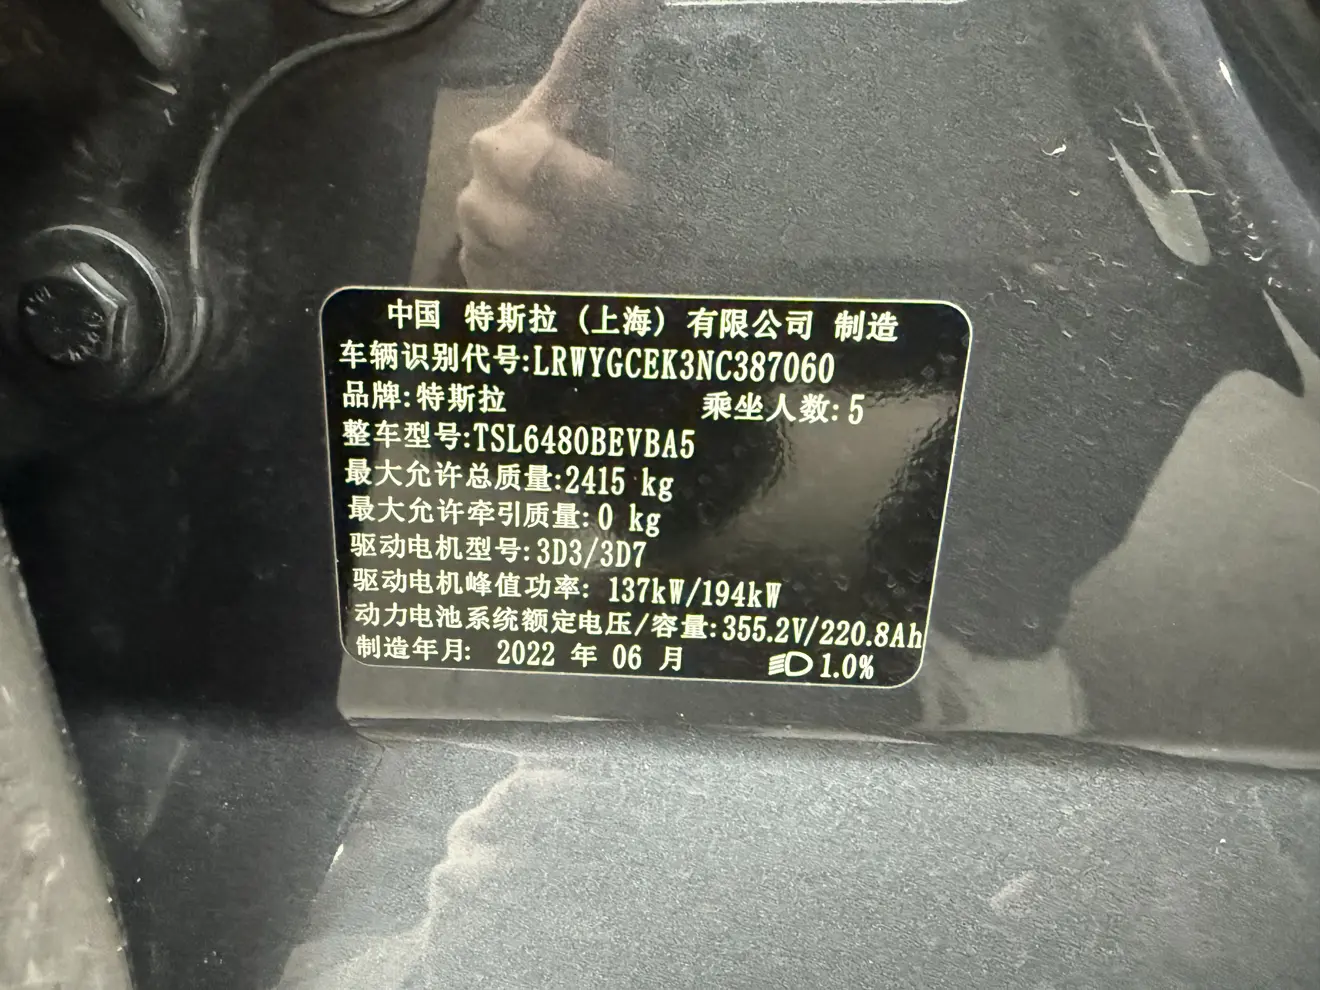 中国 特斯拉 (上海) 有限公司 制造
车辆识别代号:LRWYGCEK3NC387060
品牌:特斯拉 乘坐人数:5
整车型号:TSL6480BEVBA5
最大允许总质量:2415 kg
最大允许牵引质量:0 kg
驱动电机型号:3D3/3D7
驱动电机峰值功率: 137kW/194kW
动力电池系统额定电压/容量:355.2V/220.8Ah
制造年月: 2022 年 06 月 1.0%